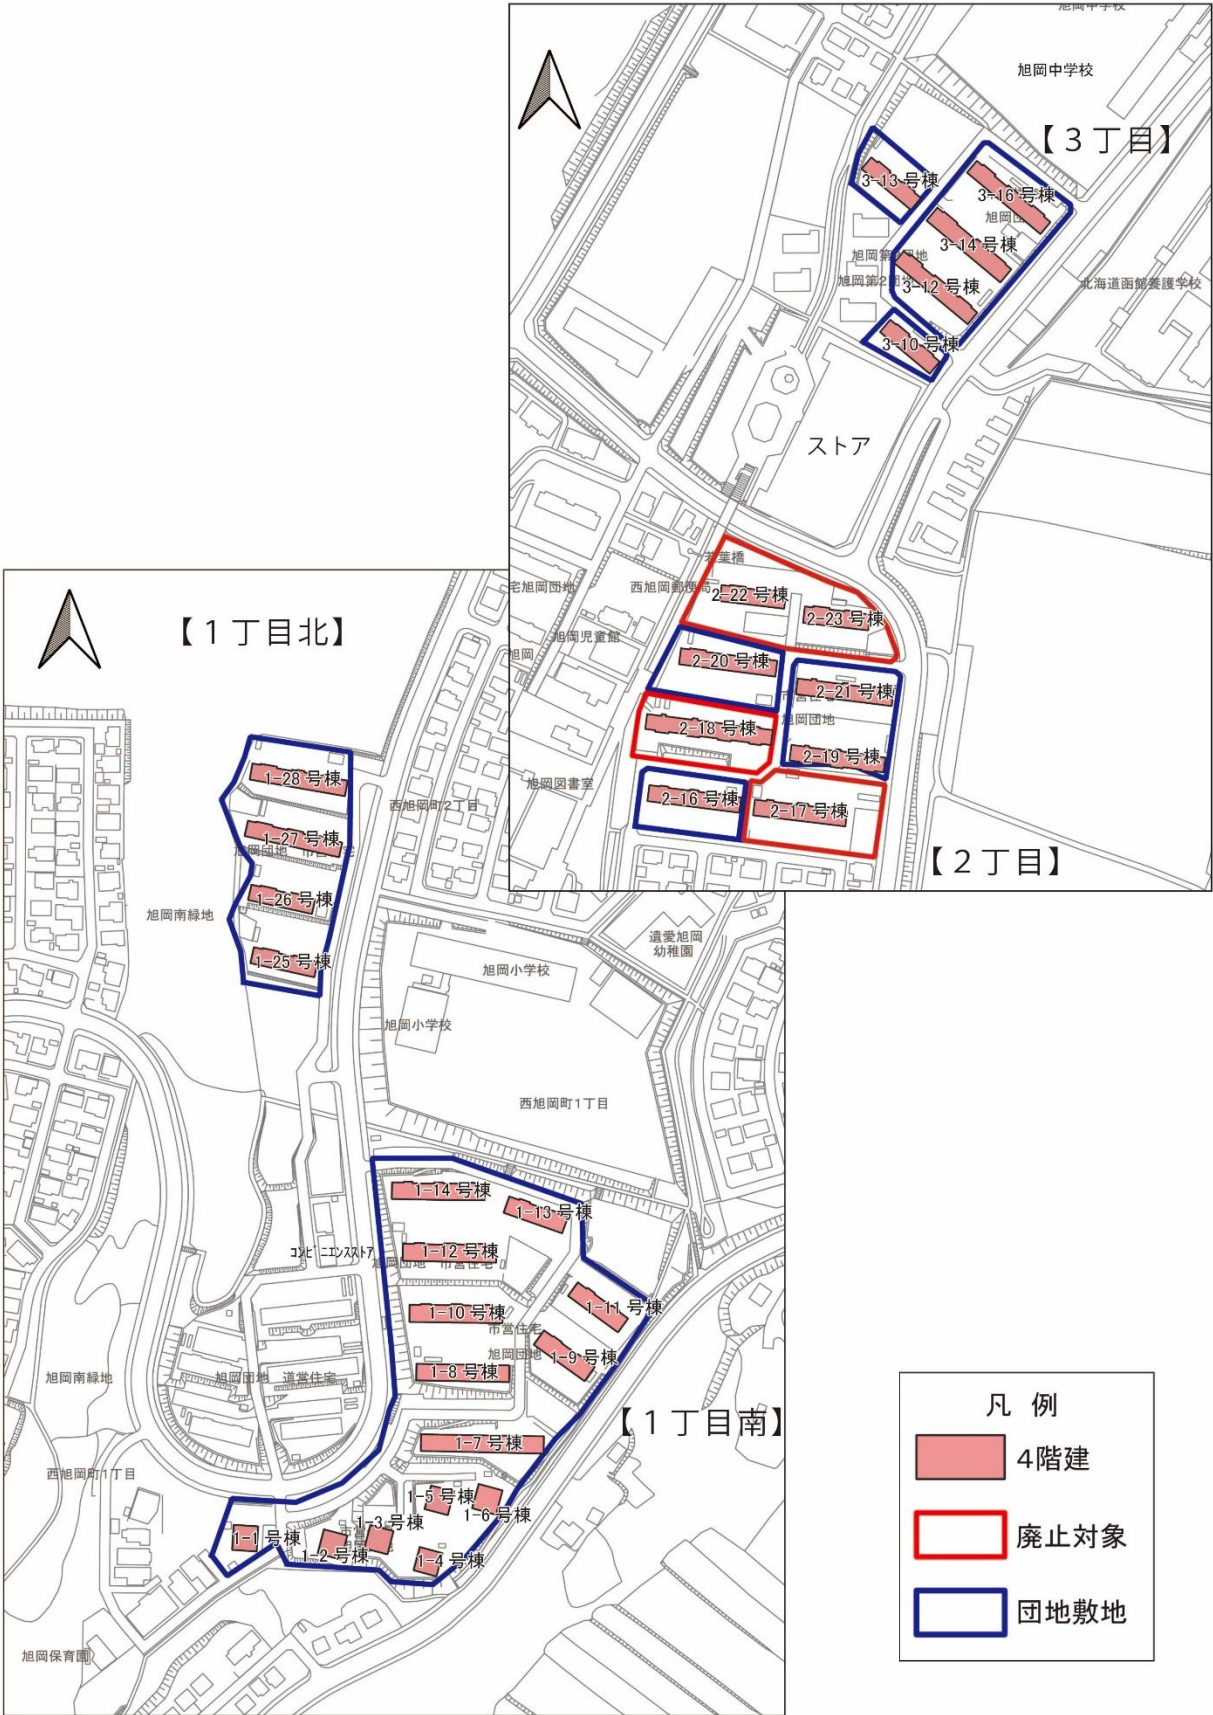 旭岡中学校
旭岡中学校
【3丁目】
3-13 号棟
3-16 号棟
3-14 号棟
旭岡第2団地
3-12 号棟
北海道函館養護学校
3-10 号棟
ストア
若葉橋
宅旭岡団地
西旭岡郵便局
2-22 号棟
2-23 号棟
旭岡児童館
旭岡
2-20 号棟
2-21 号棟
旭岡団地
2-18 号棟
2-19 号棟
旭岡図書室
2-16 号棟
2-17 号棟
【2丁目】
【1丁目北】
1-28 号棟
西旭岡町2丁目
1-27 号棟
旭岡団地 市営住宅
1-26 号棟
旭岡南緑地
1-25 号棟
遺愛旭岡
幼稚園
旭岡小学校
旭岡小学校
西旭岡町1丁目
1-14 号棟
1-13 号棟
コンビニエンスストア
1-12 号棟
旭岡団地 市営住宅
1-11 号棟
1-10 号棟
市営住宅
旭岡団地
1-9 号棟
1-8 号棟
旭岡南緑地
旭岡団地 道営住宅
【1丁目南】
1-7 号棟
西旭岡町1丁目
1-5 号棟
1-6 号棟
1-3 号棟
1-1 号棟
1-2 号棟
1-4 号棟
旭岡保育園
凡 例
4階建
廃止対象
団地敷地